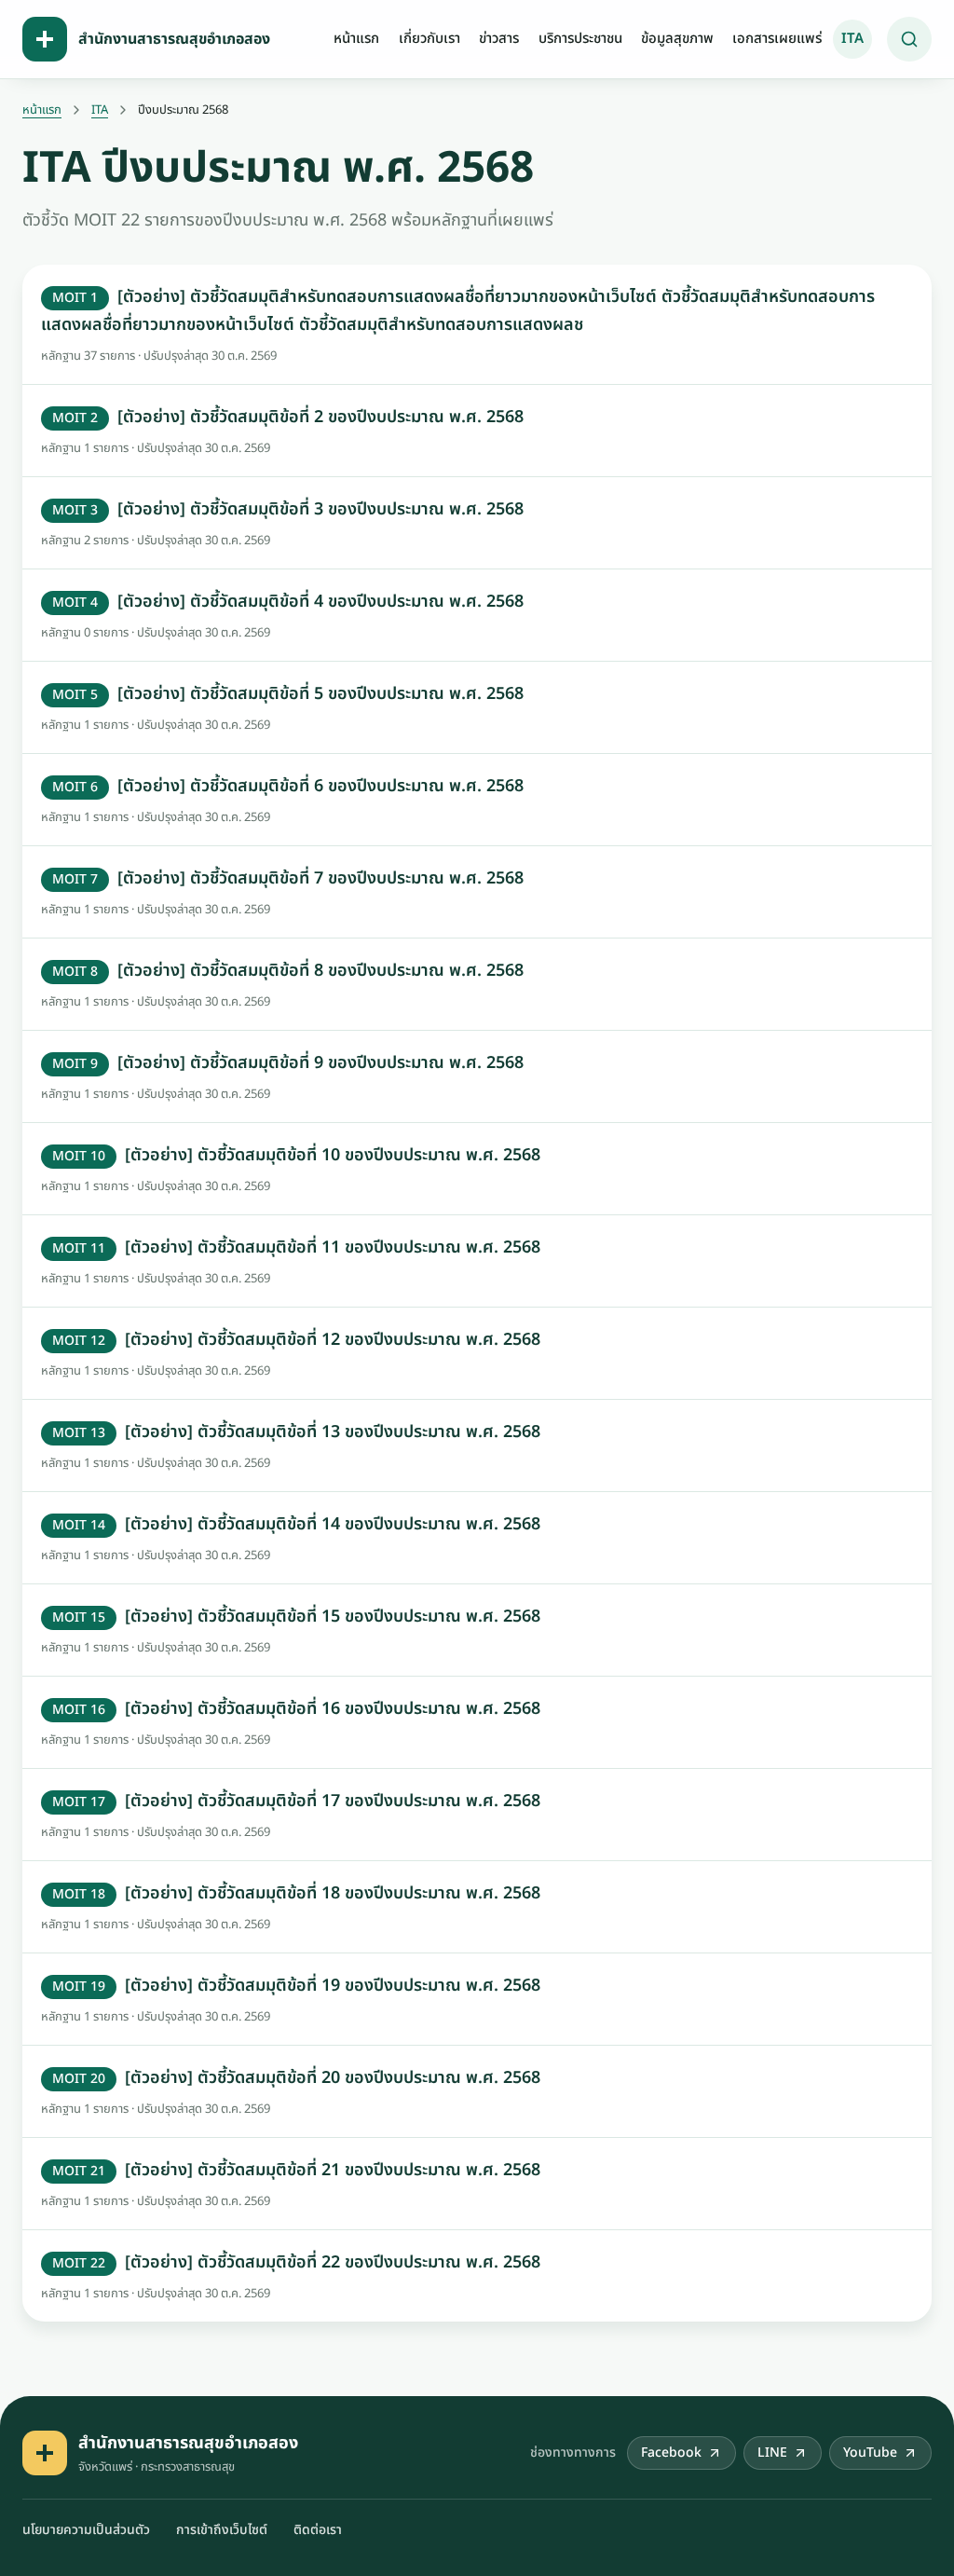 สำนักงานสาธารณสุขอำเภอสอง
หน้าแรก เกี่ยวกับเรา ข่าวสาร บริการประชาชน ข้อมูลสุขภาพ เอกสารเผยแพร่ ITA
หน้าแรก ITA ปีงบประมาณ 2568
ITA ปีงบประมาณ พ.ศ. 2568
ตัวชี้วัด MOIT 22 รายการของปีงบประมาณ พ.ศ. 2568 พร้อมหลักฐานที่เผยแพร่
MOIT 1 [ตัวอย่าง] ตัวชี้วัดสมมุติสำหรับทดสอบการแสดงผลชื่อที่ยาวมากของหน้าเว็บไซต์ ตัวชี้วัดสมมุติสำหรับทดสอบการ
แสดงผลชื่อที่ยาวมากของหน้าเว็บไซต์ ตัวชี้วัดสมมุติสำหรับทดสอบการแสดงผลช
หลักฐาน 37 รายการ · ปรับปรุงล่าสุด 30 ต.ค. 2569
MOIT 2 [ตัวอย่าง] ตัวชี้วัดสมมุติข้อที่ 2 ของปีงบประมาณ พ.ศ. 2568
หลักฐาน 1 รายการ · ปรับปรุงล่าสุด 30 ต.ค. 2569
MOIT 3 [ตัวอย่าง] ตัวชี้วัดสมมุติข้อที่ 3 ของปีงบประมาณ พ.ศ. 2568
หลักฐาน 2 รายการ · ปรับปรุงล่าสุด 30 ต.ค. 2569
MOIT 4 [ตัวอย่าง] ตัวชี้วัดสมมุติข้อที่ 4 ของปีงบประมาณ พ.ศ. 2568
หลักฐาน 0 รายการ · ปรับปรุงล่าสุด 30 ต.ค. 2569
MOIT 5 [ตัวอย่าง] ตัวชี้วัดสมมุติข้อที่ 5 ของปีงบประมาณ พ.ศ. 2568
หลักฐาน 1 รายการ · ปรับปรุงล่าสุด 30 ต.ค. 2569
MOIT 6 [ตัวอย่าง] ตัวชี้วัดสมมุติข้อที่ 6 ของปีงบประมาณ พ.ศ. 2568
หลักฐาน 1 รายการ · ปรับปรุงล่าสุด 30 ต.ค. 2569
MOIT 7 [ตัวอย่าง] ตัวชี้วัดสมมุติข้อที่ 7 ของปีงบประมาณ พ.ศ. 2568
หลักฐาน 1 รายการ · ปรับปรุงล่าสุด 30 ต.ค. 2569
MOIT 8 [ตัวอย่าง] ตัวชี้วัดสมมุติข้อที่ 8 ของปีงบประมาณ พ.ศ. 2568
หลักฐาน 1 รายการ · ปรับปรุงล่าสุด 30 ต.ค. 2569
MOIT 9 [ตัวอย่าง] ตัวชี้วัดสมมุติข้อที่ 9 ของปีงบประมาณ พ.ศ. 2568
หลักฐาน 1 รายการ · ปรับปรุงล่าสุด 30 ต.ค. 2569
MOIT 10 [ตัวอย่าง] ตัวชี้วัดสมมุติข้อที่ 10 ของปีงบประมาณ พ.ศ. 2568
หลักฐาน 1 รายการ · ปรับปรุงล่าสุด 30 ต.ค. 2569
MOIT 11 [ตัวอย่าง] ตัวชี้วัดสมมุติข้อที่ 11 ของปีงบประมาณ พ.ศ. 2568
หลักฐาน 1 รายการ · ปรับปรุงล่าสุด 30 ต.ค. 2569
MOIT 12 [ตัวอย่าง] ตัวชี้วัดสมมุติข้อที่ 12 ของปีงบประมาณ พ.ศ. 2568
หลักฐาน 1 รายการ · ปรับปรุงล่าสุด 30 ต.ค. 2569
MOIT 13 [ตัวอย่าง] ตัวชี้วัดสมมุติข้อที่ 13 ของปีงบประมาณ พ.ศ. 2568
หลักฐาน 1 รายการ · ปรับปรุงล่าสุด 30 ต.ค. 2569
MOIT 14 [ตัวอย่าง] ตัวชี้วัดสมมุติข้อที่ 14 ของปีงบประมาณ พ.ศ. 2568
หลักฐาน 1 รายการ · ปรับปรุงล่าสุด 30 ต.ค. 2569
MOIT 15 [ตัวอย่าง] ตัวชี้วัดสมมุติข้อที่ 15 ของปีงบประมาณ พ.ศ. 2568
หลักฐาน 1 รายการ · ปรับปรุงล่าสุด 30 ต.ค. 2569
MOIT 16 [ตัวอย่าง] ตัวชี้วัดสมมุติข้อที่ 16 ของปีงบประมาณ พ.ศ. 2568
หลักฐาน 1 รายการ · ปรับปรุงล่าสุด 30 ต.ค. 2569
MOIT 17 [ตัวอย่าง] ตัวชี้วัดสมมุติข้อที่ 17 ของปีงบประมาณ พ.ศ. 2568
หลักฐาน 1 รายการ · ปรับปรุงล่าสุด 30 ต.ค. 2569
MOIT 18 [ตัวอย่าง] ตัวชี้วัดสมมุติข้อที่ 18 ของปีงบประมาณ พ.ศ. 2568
หลักฐาน 1 รายการ · ปรับปรุงล่าสุด 30 ต.ค. 2569
MOIT 19 [ตัวอย่าง] ตัวชี้วัดสมมุติข้อที่ 19 ของปีงบประมาณ พ.ศ. 2568
หลักฐาน 1 รายการ · ปรับปรุงล่าสุด 30 ต.ค. 2569
MOIT 20 [ตัวอย่าง] ตัวชี้วัดสมมุติข้อที่ 20 ของปีงบประมาณ พ.ศ. 2568
หลักฐาน 1 รายการ · ปรับปรุงล่าสุด 30 ต.ค. 2569
MOIT 21 [ตัวอย่าง] ตัวชี้วัดสมมุติข้อที่ 21 ของปีงบประมาณ พ.ศ. 2568
หลักฐาน 1 รายการ · ปรับปรุงล่าสุด 30 ต.ค. 2569
MOIT 22 [ตัวอย่าง] ตัวชี้วัดสมมุติข้อที่ 22 ของปีงบประมาณ พ.ศ. 2568
หลักฐาน 1 รายการ · ปรับปรุงล่าสุด 30 ต.ค. 2569
สำนักงานสาธารณสุขอำเภอสอง
จังหวัดแพร่ · กระทรวงสาธารณสุข
ช่องทางทางการ Facebook LINE YouTube
นโยบายความเป็นส่วนตัว การเข้าถึงเว็บไซต์ ติดต่อเรา